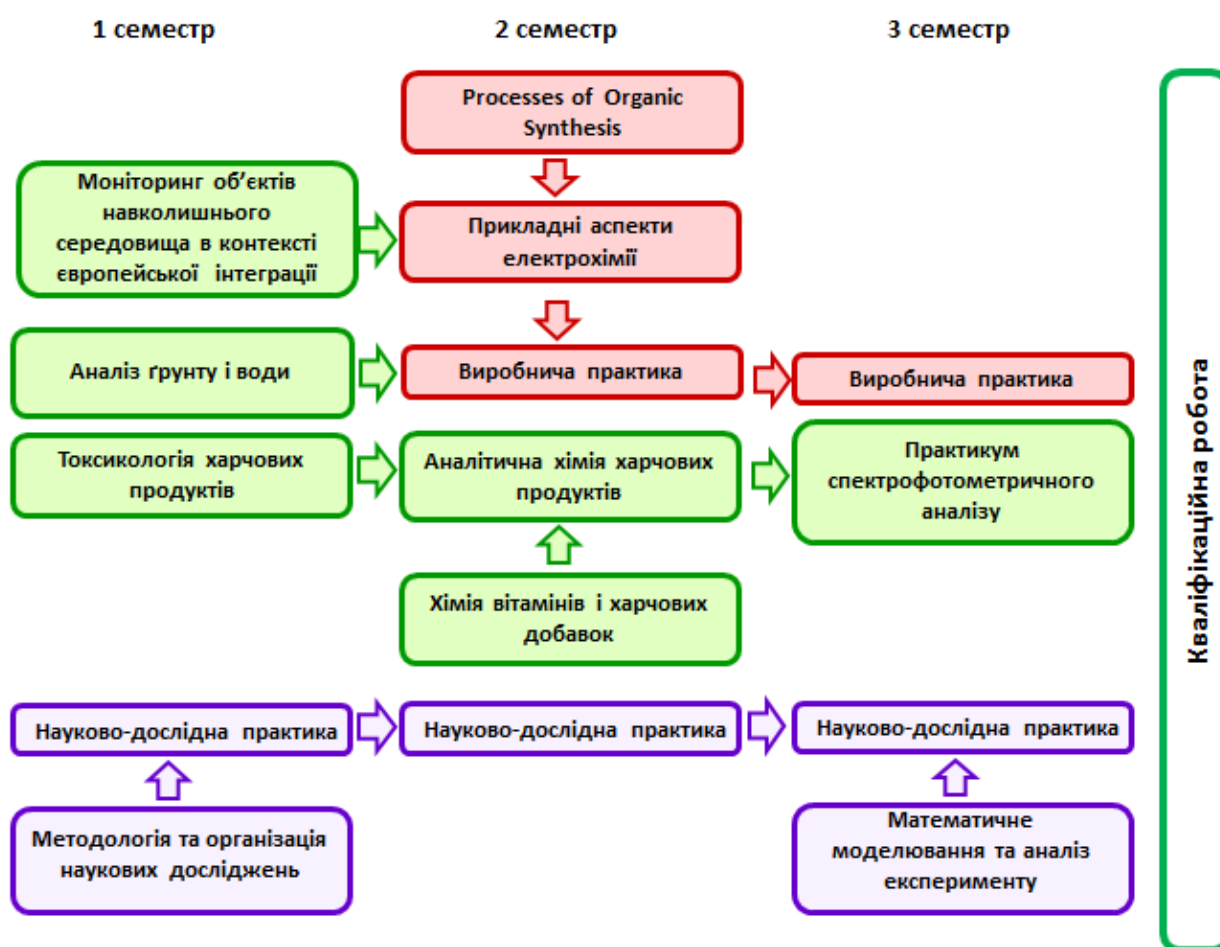 1 семестр
2 семестр
3 семестр
Processes of Organic
Synthesis
Моніторинг об’єктів
навколишнього
середовища в контексті
європейської інтеграції
Прикладні аспекти
електрохімії
Аналіз ґрунту і води
Виробнича практика
Виробнича практика
Токсикологія харчових
продуктів
Аналітична хімія харчових
продуктів
Практикум
спектрофотометричного
аналізу
Хімія вітамінів і харчових
добавок
Науково-дослідна практика
Науково-дослідна практика
Науково-дослідна практика
Методологія та організація
наукових досліджень
Математичне
моделювання та аналіз
експерименту
Кваліфікаційна робота